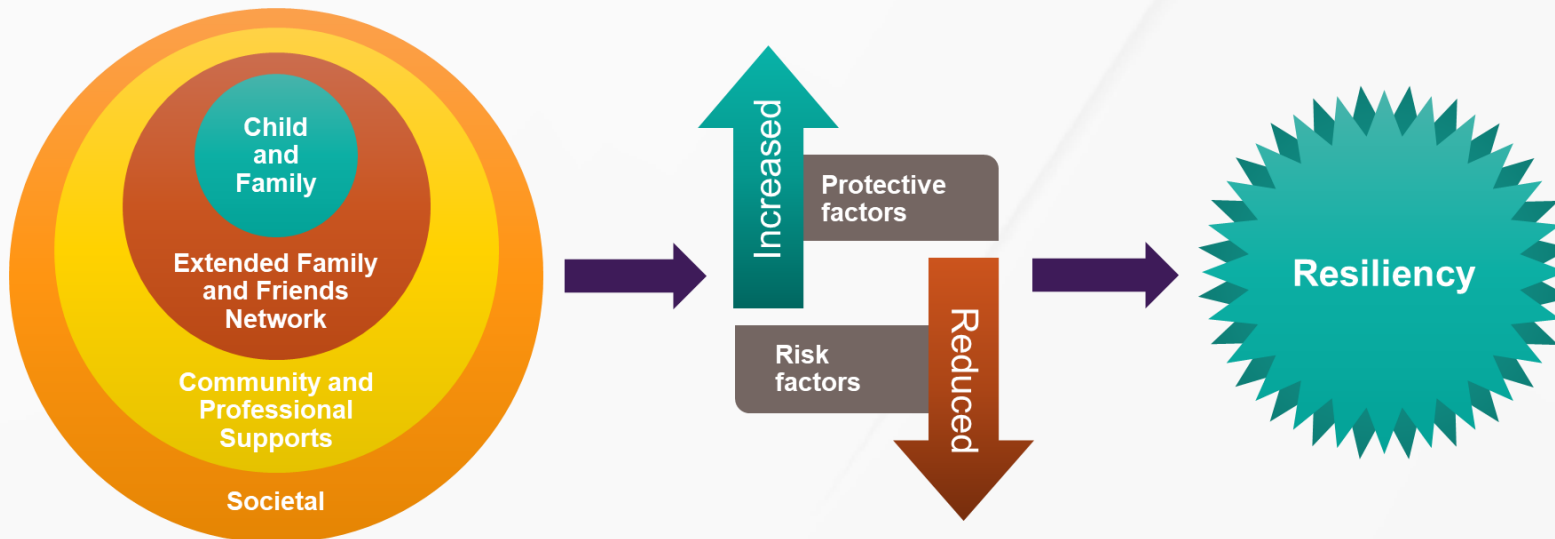 Child
and
Family
Extended Family
and Friends
Network
Community and
Professional
Supports
Societal
Increased
Protective
factors
Risk
factors
Reduced
Resiliency